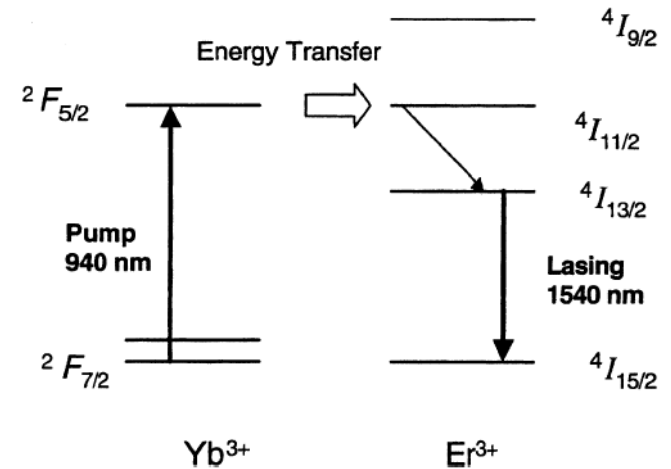 ⁴I₉/₂
Energy Transfer
²F₅/₂
⁴I₁₁/₂
⁴I₁₃/₂
Pump
940 nm
Lasing
1540 nm
²F₇/₂
⁴I₁₅/₂
Yb³⁺
Er³⁺